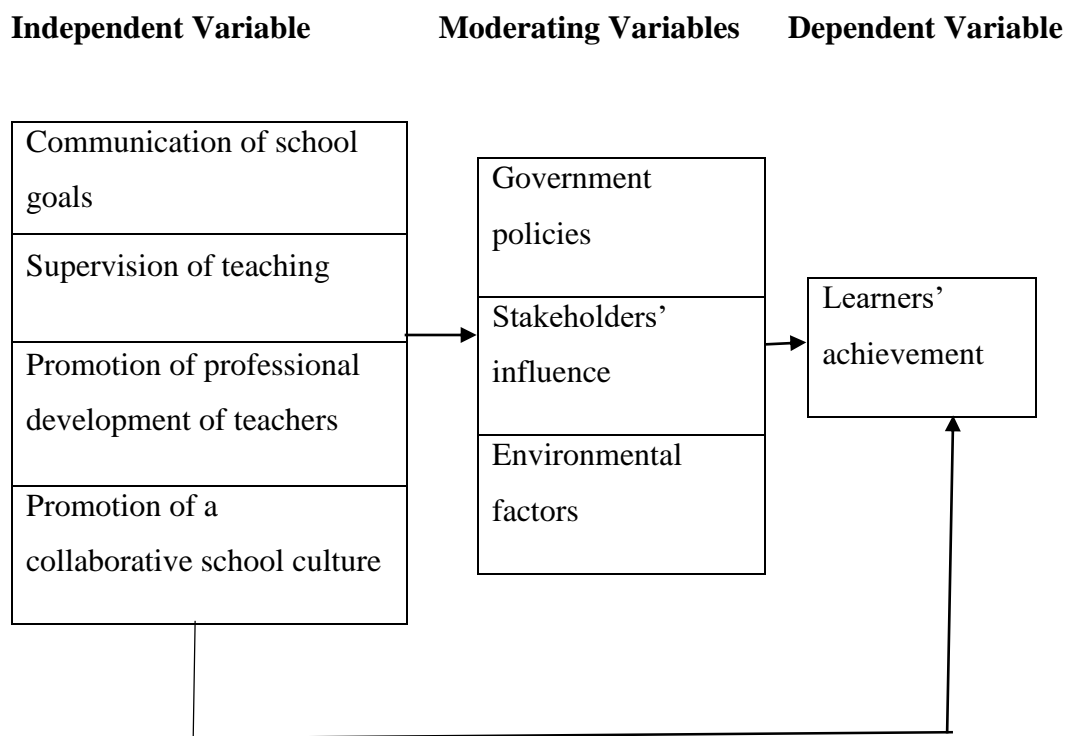 Independent Variable
Moderating Variables
Dependent Variable
Communication of school
goals
Supervision of teaching
Promotion of professional
development of teachers
Promotion of a
collaborative school culture
Government
policies
Stakeholders’
influence
Environmental
factors
Learners’
achievement